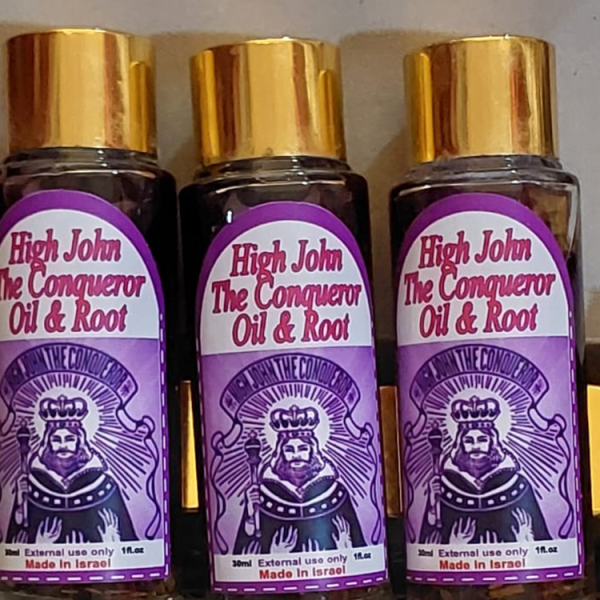 High John
The Conqueror
Oil & Root
HIGH JOHN THE CONQUEROR
30ml External use only 1fl.oz
Made in Israel
High John
The Conqueror
Oil & Root
HIGH JOHN THE CONQUEROR
30ml External use only 1fl.oz
Made in Israel
High John
The Conqueror
Oil & Root
HIGH JOHN THE CONQUEROR
30ml External use only 1fl.oz
Made in Israel